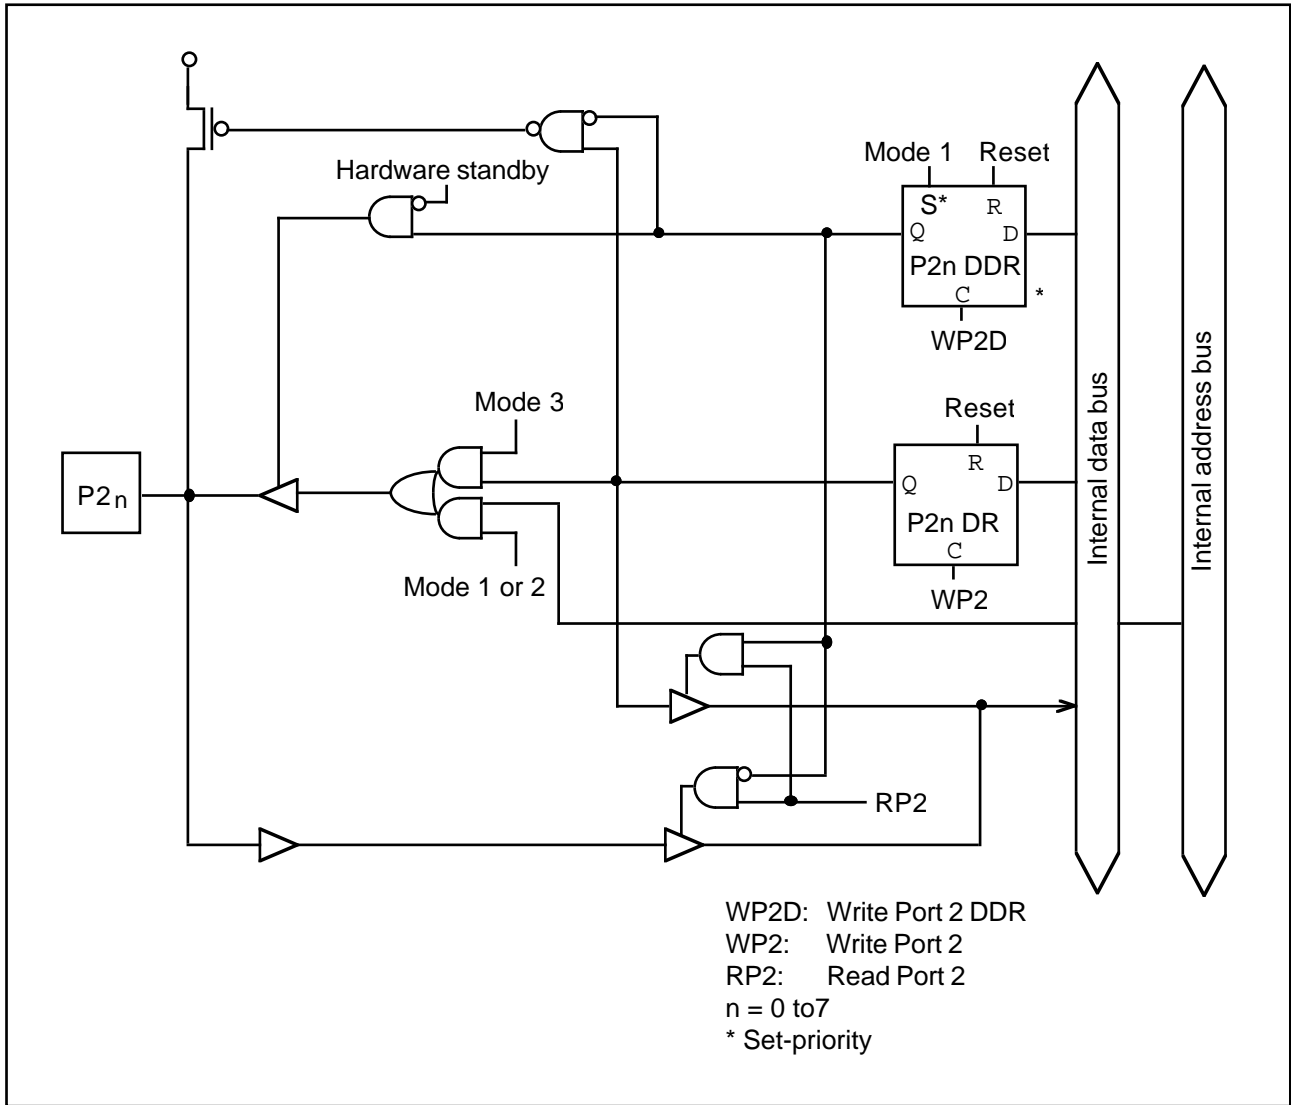 Hardware standby
Mode 1 Reset
S* R
Q D
P2n DDR
C *
WP2D
Mode 3
Reset
R
P2n
Q D
P2n DR
C
Mode 1 or 2
WP2
Internal data bus
Internal address bus
RP2
WP2D: Write Port 2 DDR
WP2: Write Port 2
RP2: Read Port 2
n = 0 to7
* Set-priority